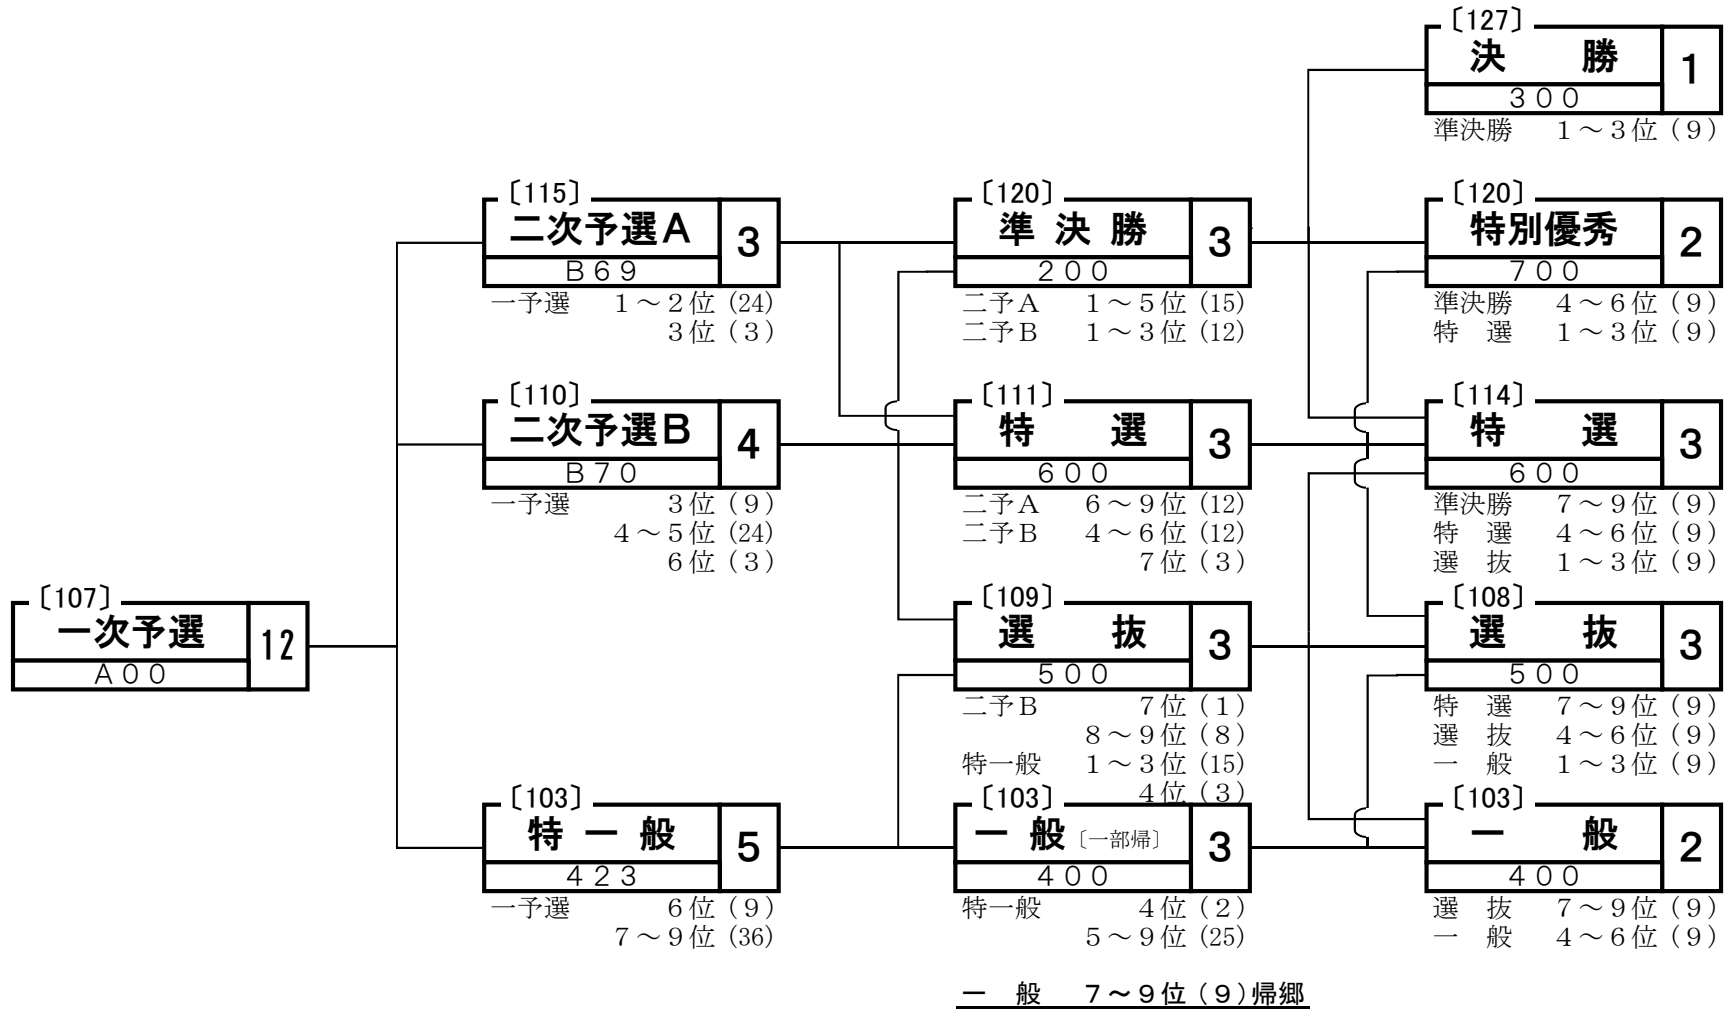 〔107〕
一次予選
12
Ａ００
〔115〕
二次予選Ａ
3
Ｂ６９
一予選　１～２位 (24)
３位 (３)
〔110〕
二次予選Ｂ
4
Ｂ７０
一予選　３位 (９)
４～５位 (24)
６位 (３)
〔103〕
特 一 般
5
４２３
一予選　６位 (９)
７～９位 (36)
〔120〕
準 決 勝
3
２００
二予Ａ　１～５位 (15)
二予Ｂ　１～３位 (12)
〔111〕
特　選
3
６００
二予Ａ　６～９位 (12)
二予Ｂ　４～６位 (12)
７位 (３)
〔109〕
選　抜
3
５００
二予Ｂ　７位 (１)
８～９位 (８)
特一般　１～３位 (15)
４位 (３)
〔103〕
一 般〔一部帰〕
3
４００
特一般　４位 (２)
５～９位 (25)
一　般　７～９位 (９)帰郷
〔127〕
決　勝
1
３００
準決勝　１～３位 (９)
〔120〕
特別優秀
2
７００
準決勝　４～６位 (９)
特　選　１～３位 (９)
〔114〕
特　選
3
６００
準決勝　７～９位 (９)
特　選　４～６位 (９)
選　抜　１～３位 (９)
〔108〕
選　抜
3
５００
特　選　７～９位 (９)
選　抜　４～６位 (９)
一　般　１～３位 (９)
〔103〕
一　般
2
４００
選　抜　７～９位 (９)
一　般　４～６位 (９)